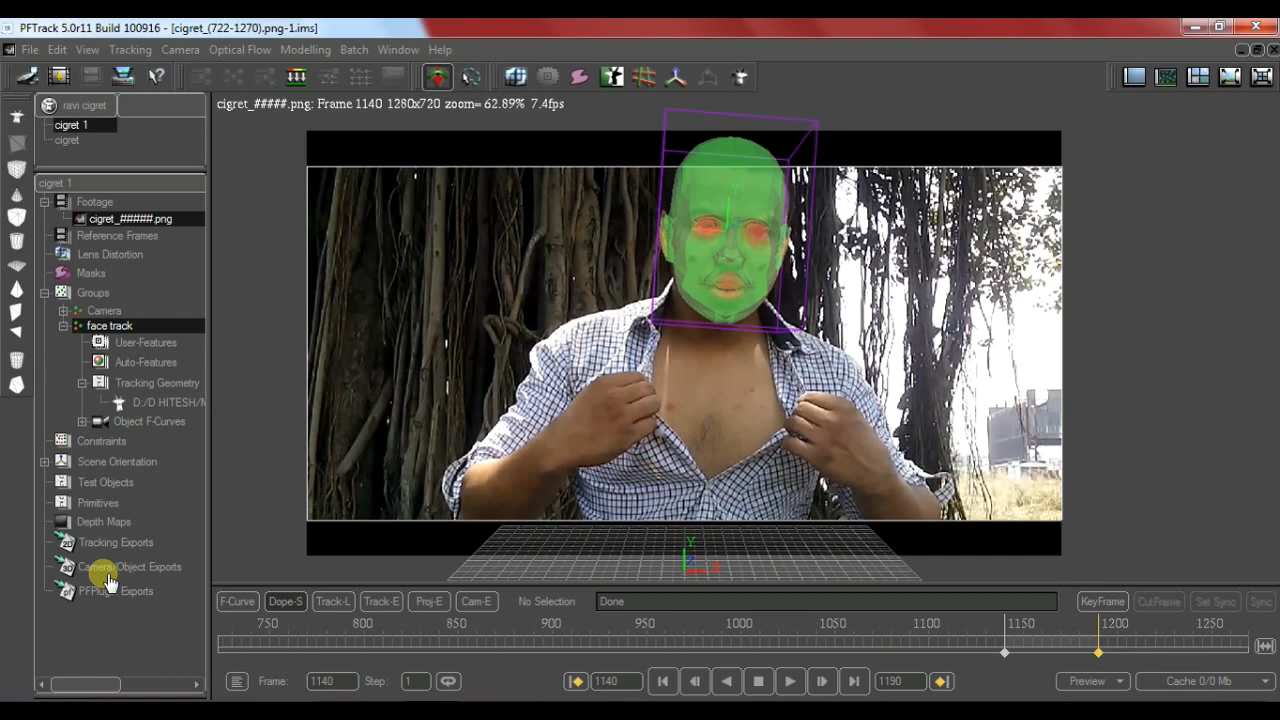 PFTrack 5.0r11 Build 100916 - [cigret_(722-1270).png-1.ims]
File Edit View Tracking Camera Optical Flow Modelling Batch Window Help
ravi cigret
cigret_#####.png: Frame 1140 1280x720 zoom= 62.89% 7.4fps
cigret 1
cigret
cigret 1
Footage
cigret_#####.png
Reference Frames
Lens Distortion
Masks
Groups
Camera
face track
User-Features
Auto-Features
Tracking Geometry
D:/D HITESH/M
Object F-Curves
Constraints
Scene Orientation
Test Objects
Primitives
Depth Maps
Tracking Exports
Camera/Object Exports
Exports
Y
Y
X
F-Curve Dope-S Track-L Track-E Proj-E Cam-E No Selection Done KeyFrame CutFrame Set Sync Sync
750 800 850 900 950 1000 1050 1100 1150 1200 1250
Frame: 1140 Step: 1 1140 1190 Preview Cache 0/0 Mb